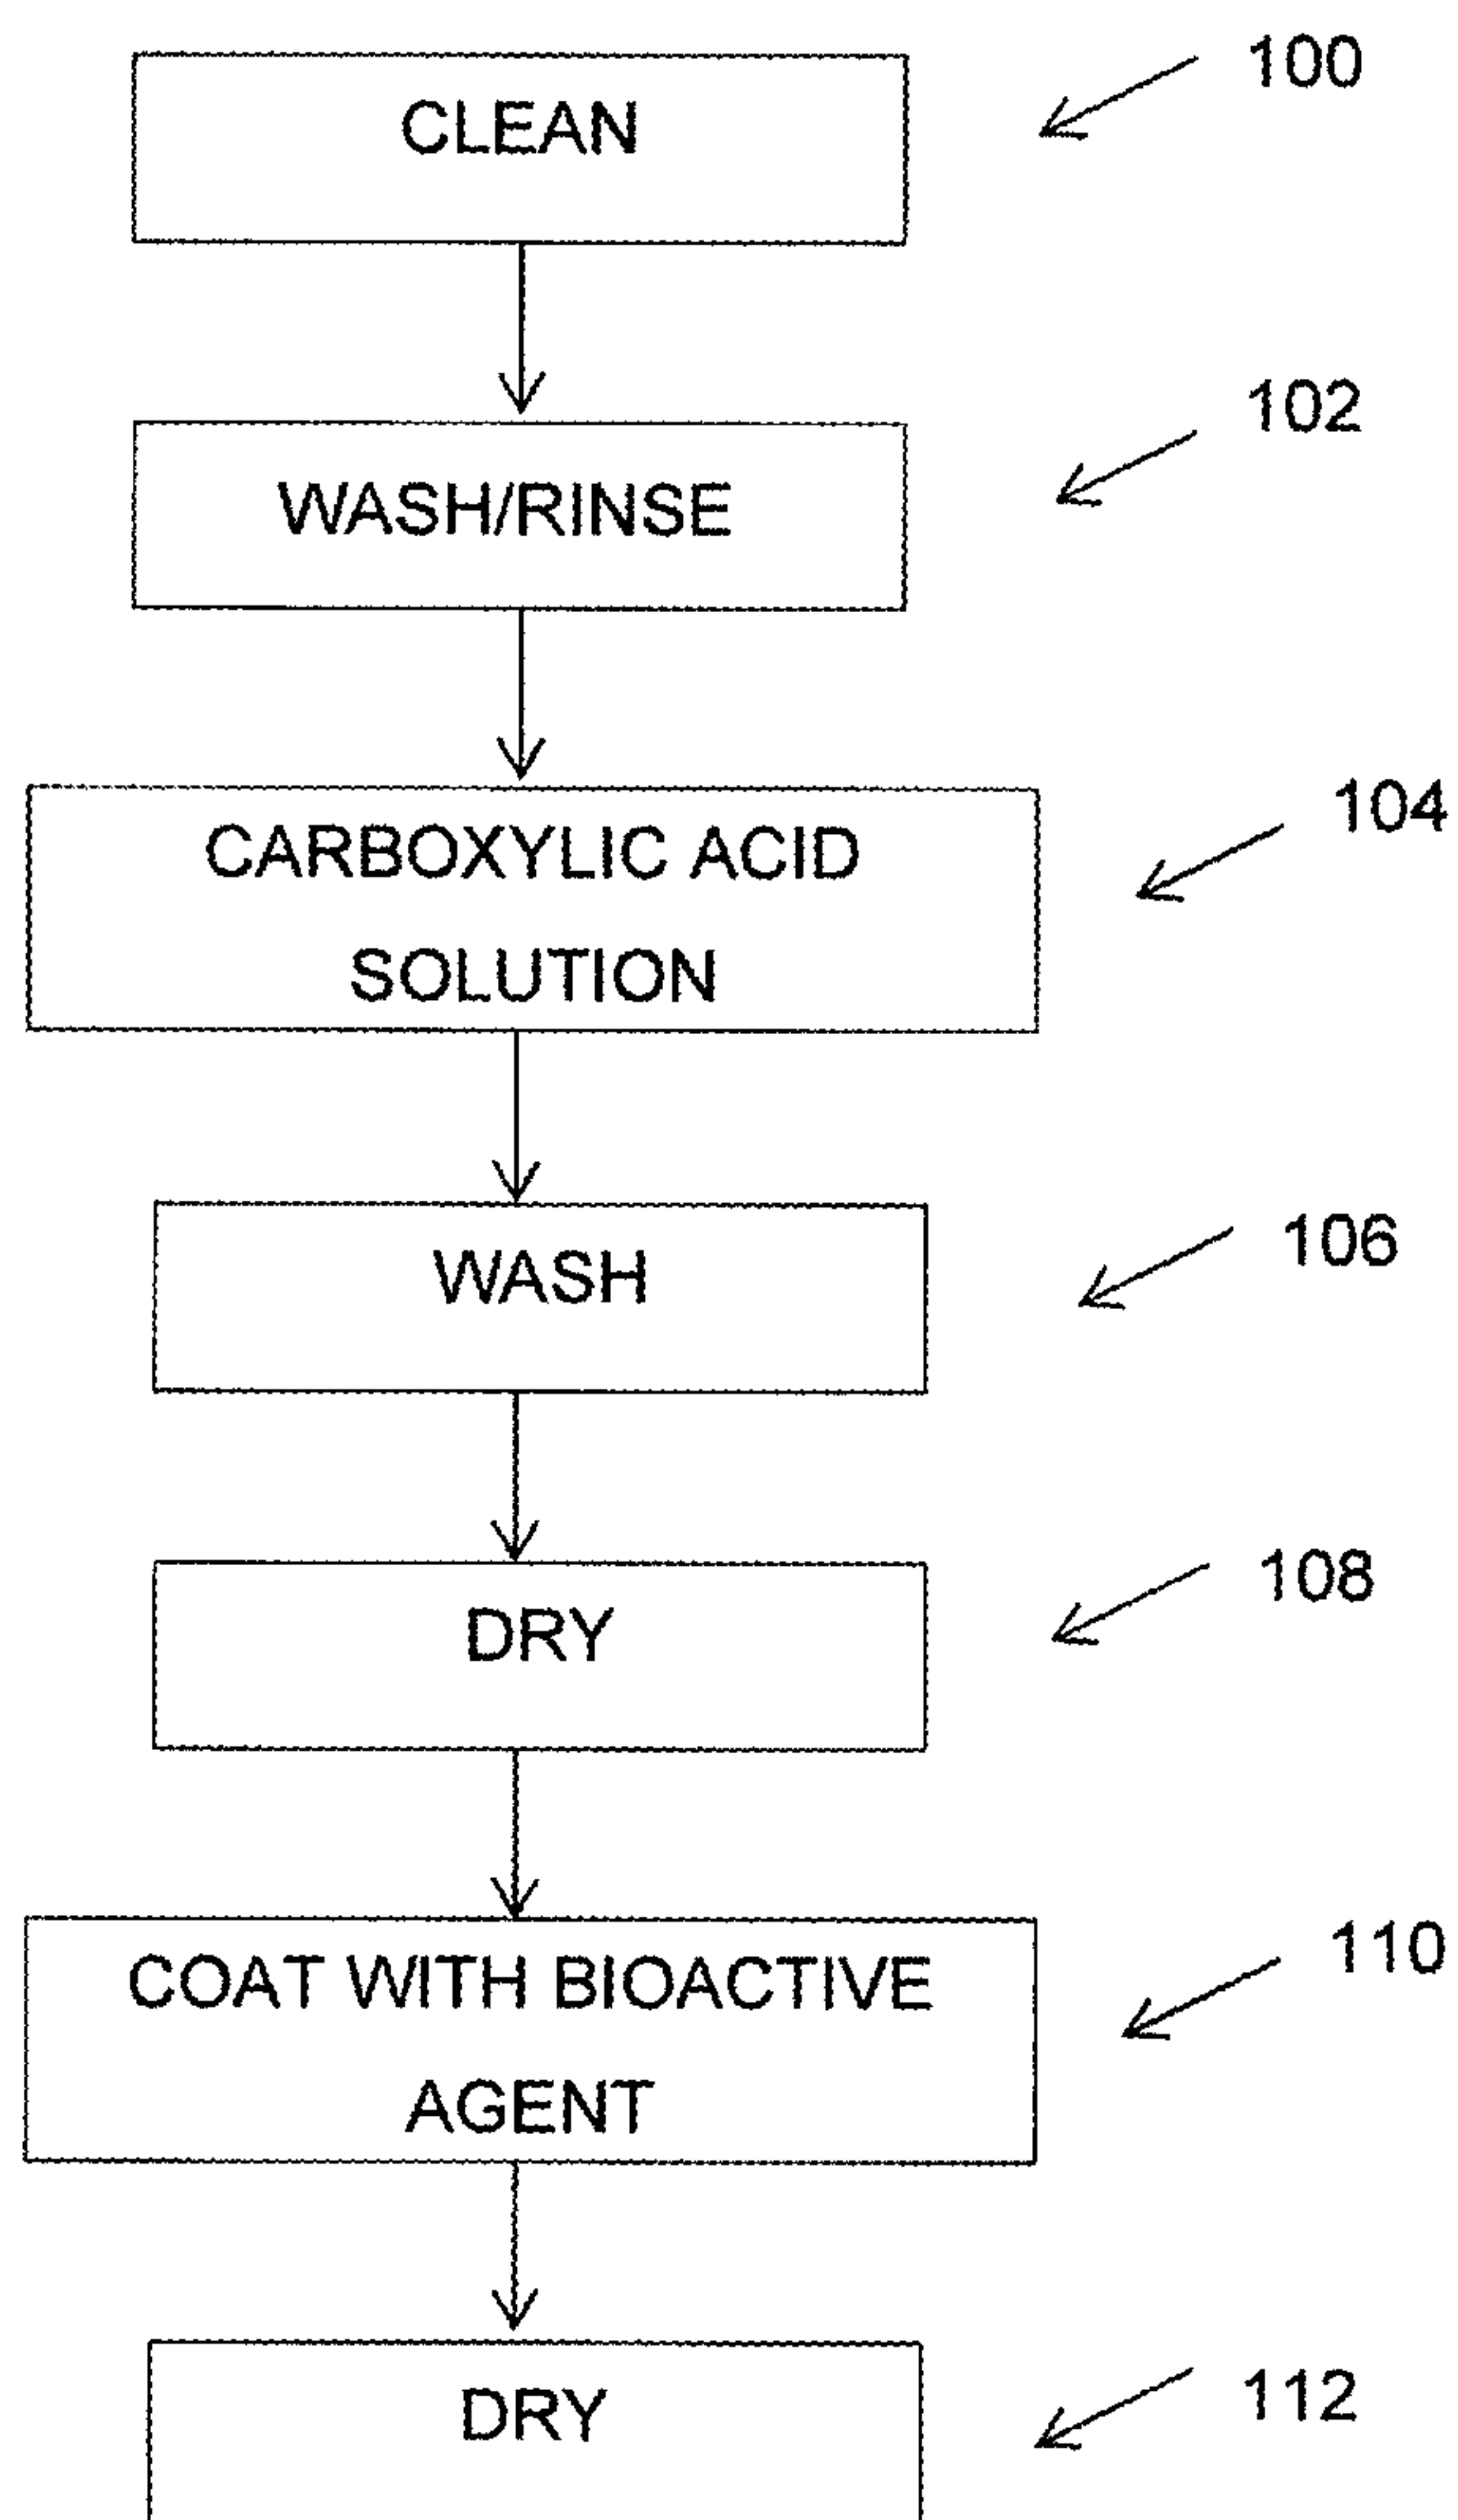 100
CLEAN
102
WASH/RINSE
104
CARBOXYLIC ACID
SOLUTION
106
WASH
108
DRY
110
COAT WITH BIOACTIVE
AGENT
112
DRY